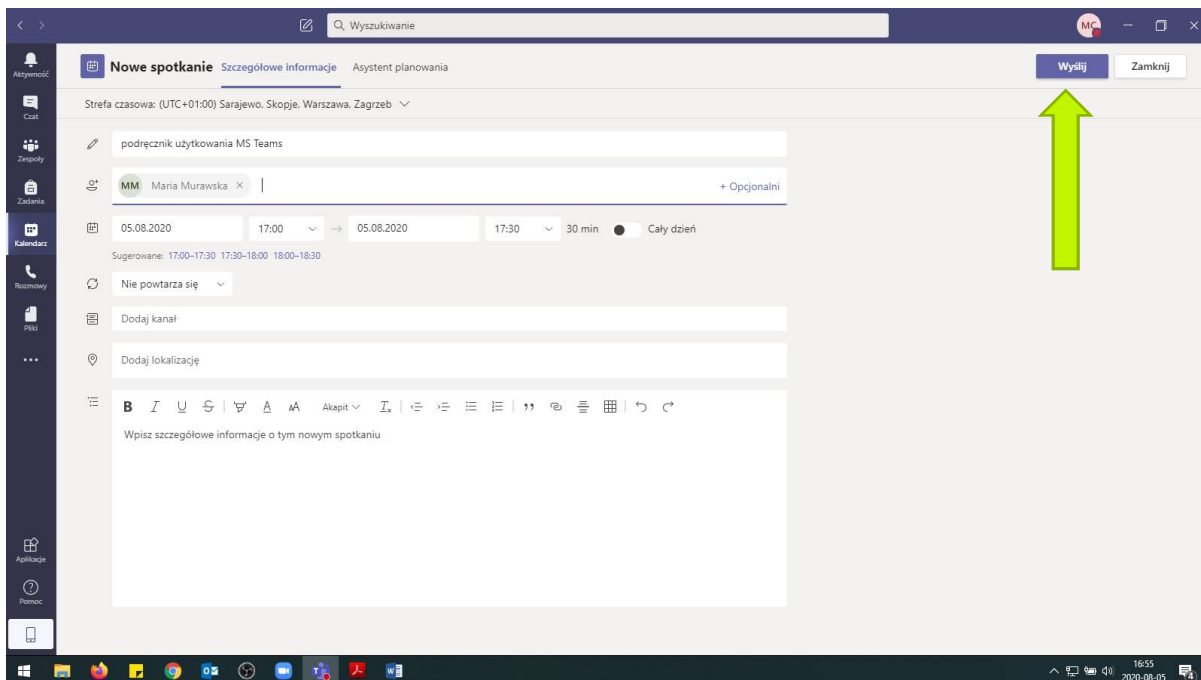 Wyszukiwanie
MC
Aktywność
Czat
Zespoły
Zadania
Kalendarz
Rozmowy
Pliki
Aplikacje
Pomoc
Nowe spotkanie Szczegółowe informacje Asystent planowania
Wyślij Zamknij
Strefa czasowa: (UTC+01:00) Sarajewo, Skopje, Warszawa, Zagrzeb
podręcznik użytkowania MS Teams
MM Maria Murawska × + Opcjonalni
05.08.2020 17:00 → 05.08.2020 17:30 30 min Cały dzień
Sugerowane: 17:00–17:30 17:30–18:00 18:00–18:30
Nie powtarza się
Dodaj kanał
Dodaj lokalizację
B I U S A AA Akapit
Wpisz szczegółowe informacje o tym nowym spotkaniu
16:55
2020-08-05